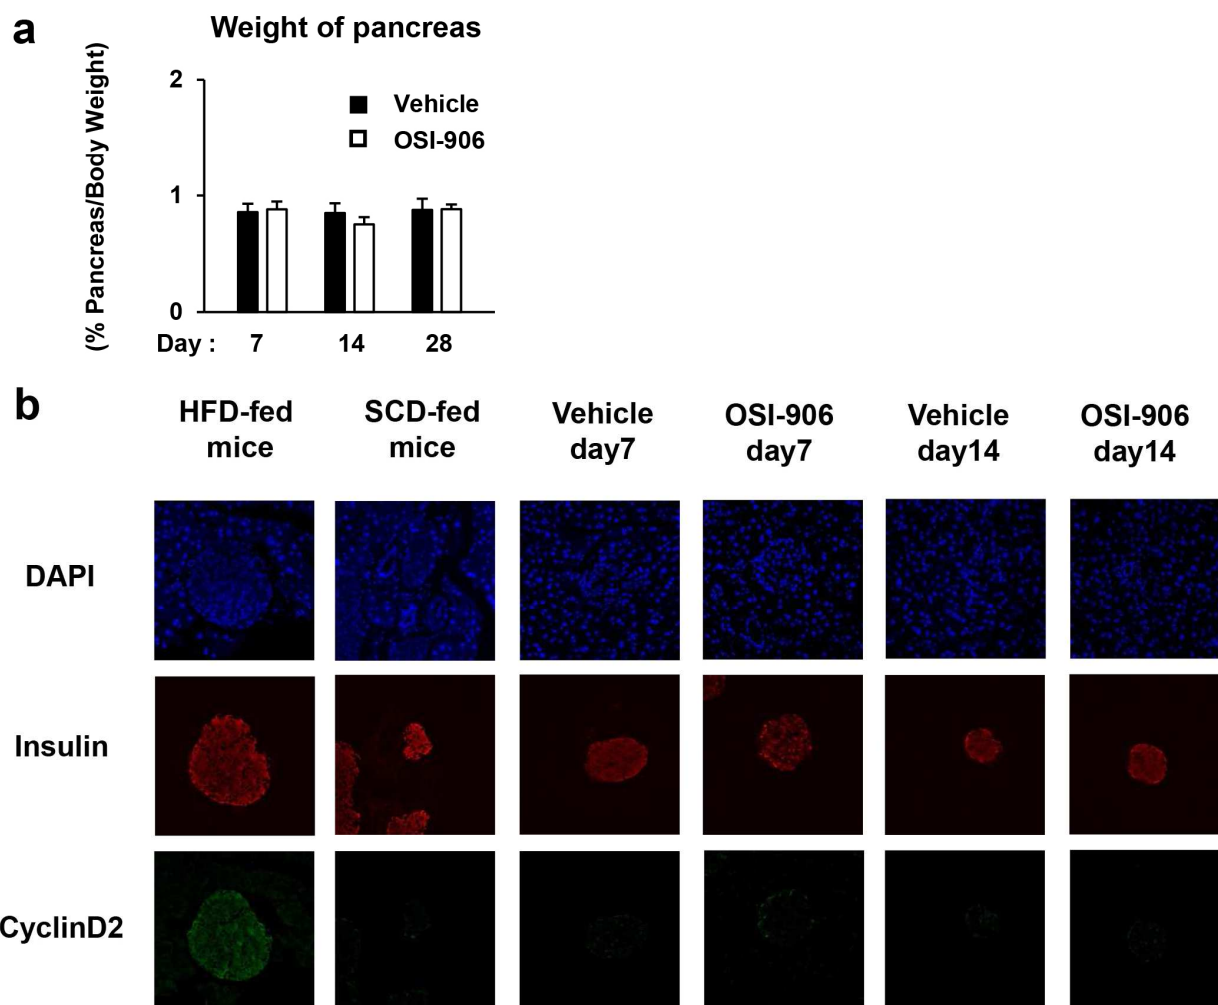 a
Weight of pancreas
(% Pancreas/Body Weight)
2
1
0
Vehicle
OSI-906
Day : 7 14 28
b
HFD-fed mice
SCD-fed mice
Vehicle day7
OSI-906 day7
Vehicle day14
OSI-906 day14
DAPI
Insulin
CyclinD2